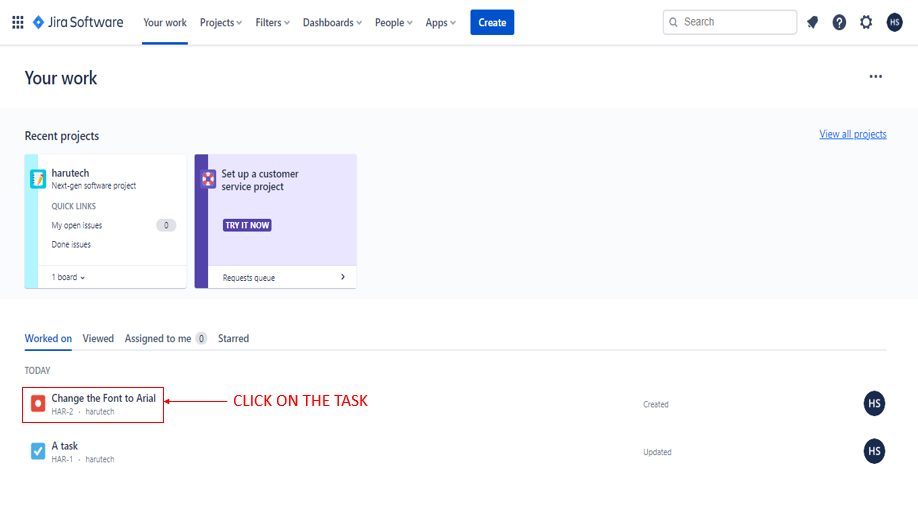 Jira Software Your work Projects Filters Dashboards People Apps Create Search HS
Your work
Recent projects View all projects
harutech
Next-gen software project
QUICK LINKS
My open issues 0
Done issues
1 board
Set up a customer
service project
TRY IT NOW
Requests queue
Worked on Viewed Assigned to me 0 Starred
TODAY
Change the Font to Arial
HAR-2 · harutech
CLICK ON THE TASK
Created
HS
A task
HAR-1 · harutech
Updated
HS